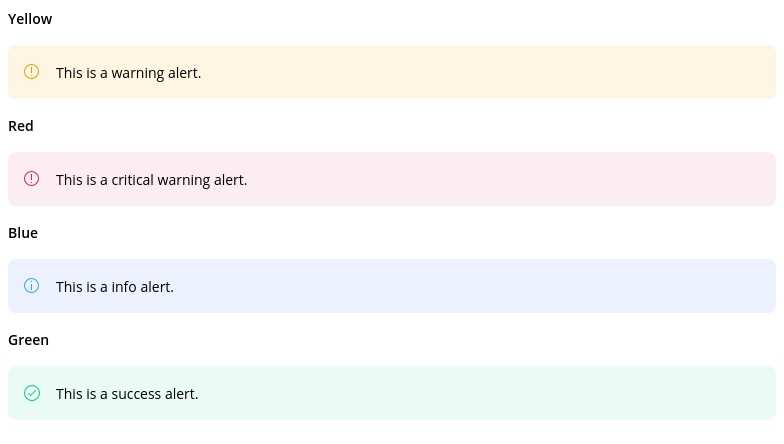 Yellow
This is a warning alert.
Red
This is a critical warning alert.
Blue
This is a info alert.
Green
This is a success alert.